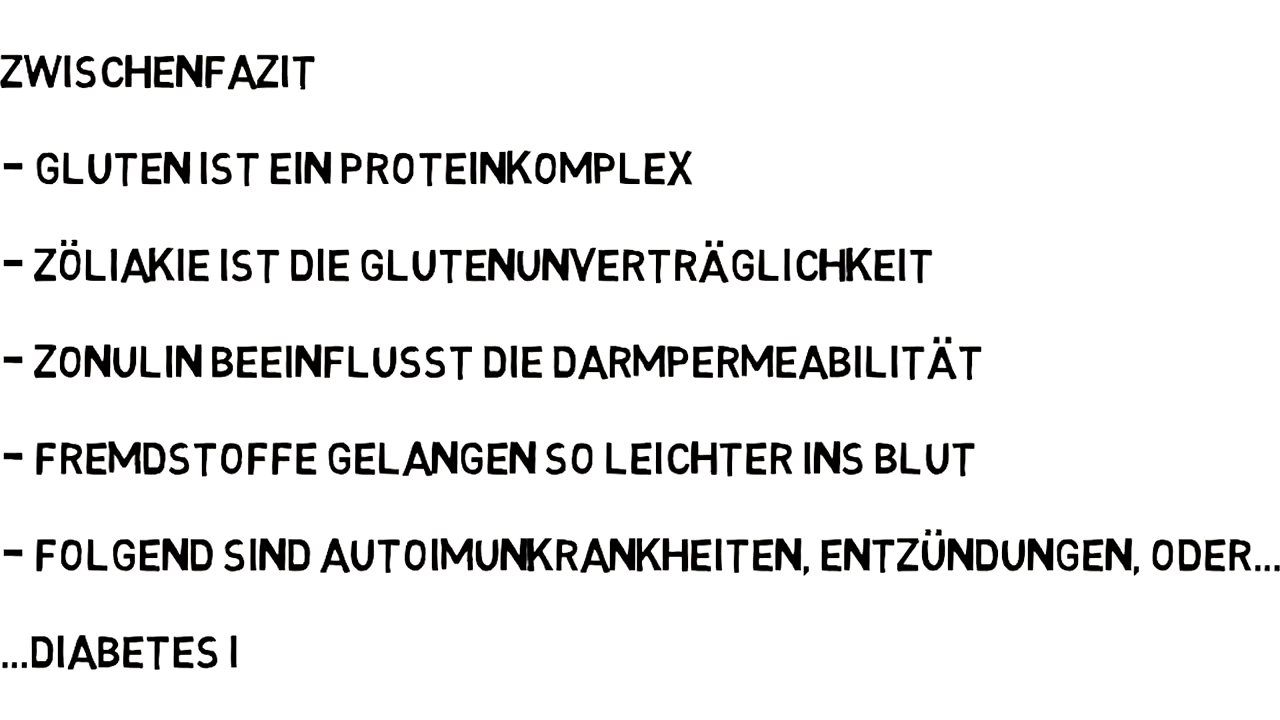 ZWISCHENFAZIT
- GLUTEN IST EIN PROTEINKOMPLEX
- ZÖLIAKIE IST DIE GLUTENUNVERTRÄGLICHKEIT
- ZONULIN BEEINFLUSST DIE DARMPERMEABILITÄT
- FREMDSTOFFE GELANGEN SO LEICHTER INS BLUT
- FOLGEND SIND AUTOIMUNKRANKHEITEN, ENTZÜNDUNGEN, ODER...
...DIABETES I